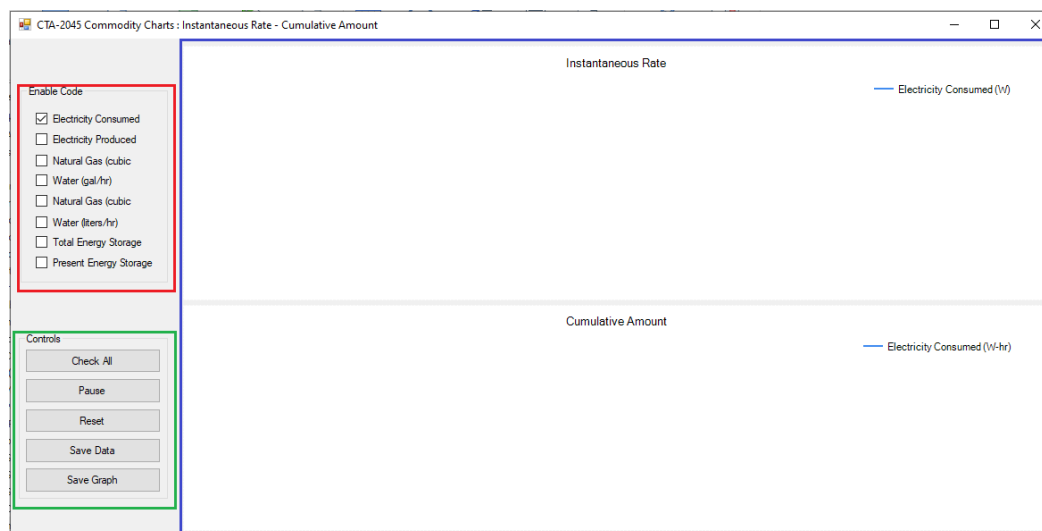 CTA-2045 Commodity Charts : Instantaneous Rate - Cumulative Amount
Enable Code
Electricity Consumed
Electricity Produced
Natural Gas (cubic
Water (gal/hr)
Natural Gas (cubic
Water (liters/hr)
Total Energy Storage
Present Energy Storage
Controls
Check All
Pause
Reset
Save Data
Save Graph
Instantaneous Rate
Electricity Consumed (W)
Cumulative Amount
Electricity Consumed (W-hr)